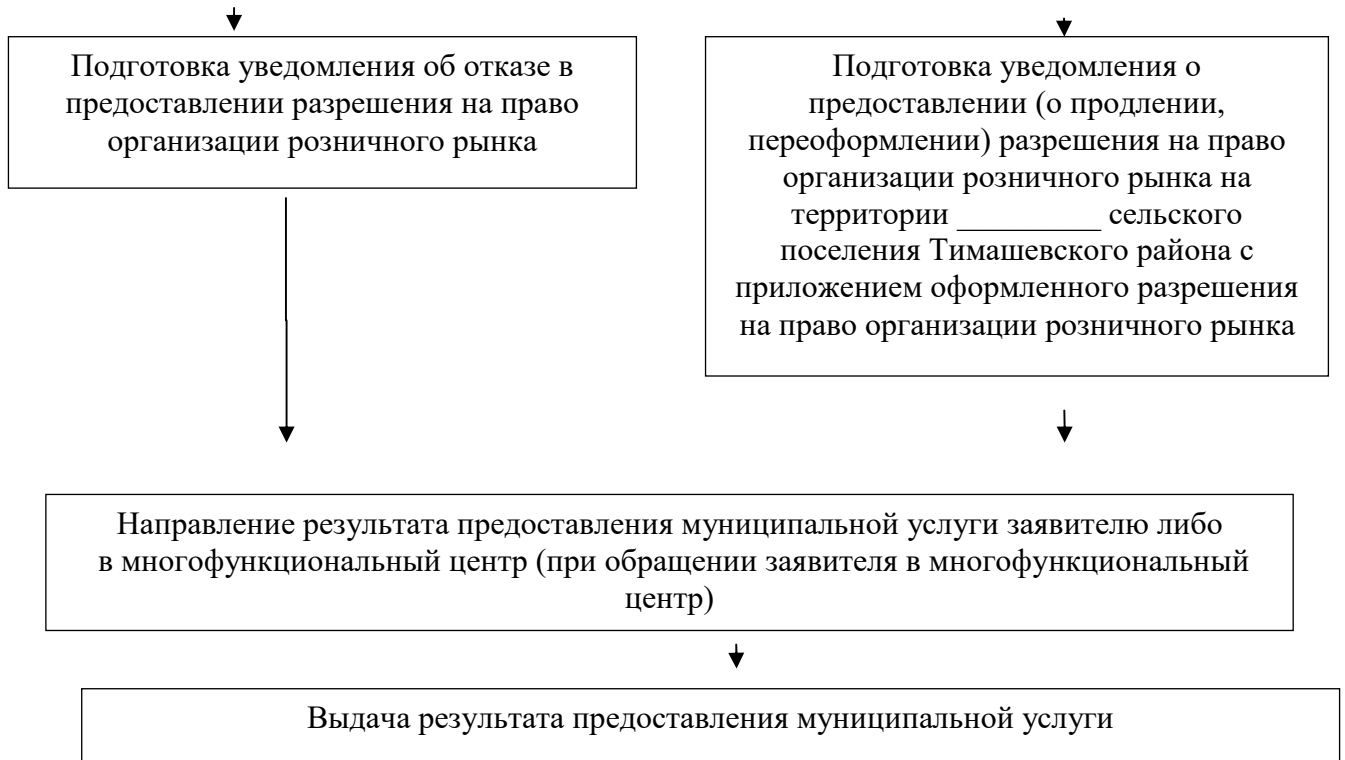 Подготовка уведомления об отказе в
предоставлении разрешения на право
организации розничного рынка
Подготовка уведомления о
предоставлении (о продлении,
переоформлении) разрешения на право
организации розничного рынка на
территории _________ сельского
поселения Тимашевского района с
приложением оформленного разрешения
на право организации розничного рынка
Направление результата предоставления муниципальной услуги заявителю либо
в многофункциональный центр (при обращении заявителя в многофункциональный
центр)
Выдача результата предоставления муниципальной услуги